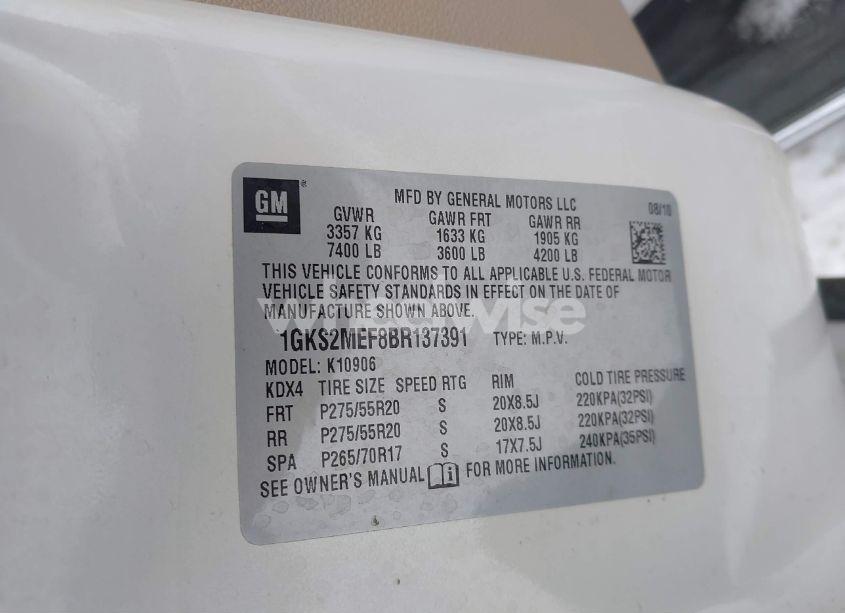 GM
MFD BY GENERAL MOTORS LLC 08/10
GVWR GAWR FRT GAWR RR
3357 KG 1633 KG 1905 KG
7400 LB 3600 LB 4200 LB
THIS VEHICLE CONFORMS TO ALL APPLICABLE U.S. FEDERAL MOTOR
VEHICLE SAFETY STANDARDS IN EFFECT ON THE DATE OF
MANUFACTURE SHOWN ABOVE.
wheelwise
1GKS2MEF8BR137391 TYPE: M.P.V.
MODEL: K10906
KDX4 TIRE SIZE SPEED RTG RIM COLD TIRE PRESSURE
FRT P275/55R20 S 20X8.5J 220KPA(32PSI)
RR P275/55R20 S 20X8.5J 220KPA(32PSI)
SPA P265/70R17 S 17X7.5J 240KPA(35PSI)
SEE OWNER'S MANUAL FOR MORE INFORMATION.